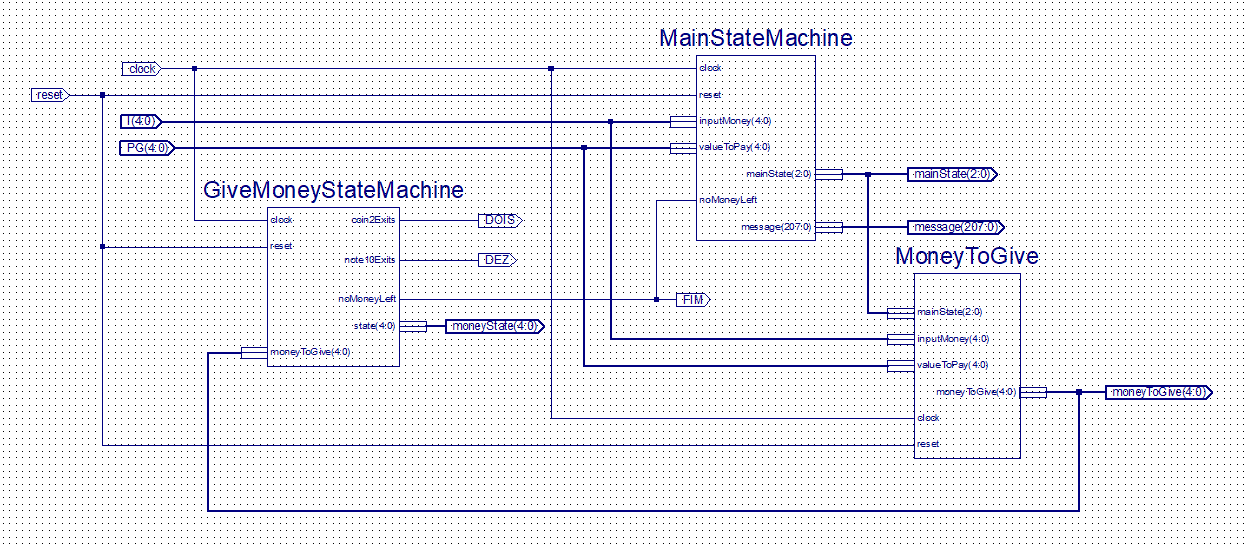 MainStateMachine
clock
clock
reset
reset
I(4:0)
inputMoney(4:0)
PG(4:0)
valueToPay(4:0)
mainState(2:0)
mainState(2:0)
noMoneyLeft
message(207:0)
message(207:0)
GiveMoneyStateMachine
clock
coin2Exits
DOIS
reset
note10Exits
DEZ
noMoneyLeft
FIM
state(4:0)
moneyState(4:0)
moneyToGive(4:0)
MoneyToGive
mainState(2:0)
inputMoney(4:0)
valueToPay(4:0)
moneyToGive(4:0)
moneyToGive(4:0)
clock
reset